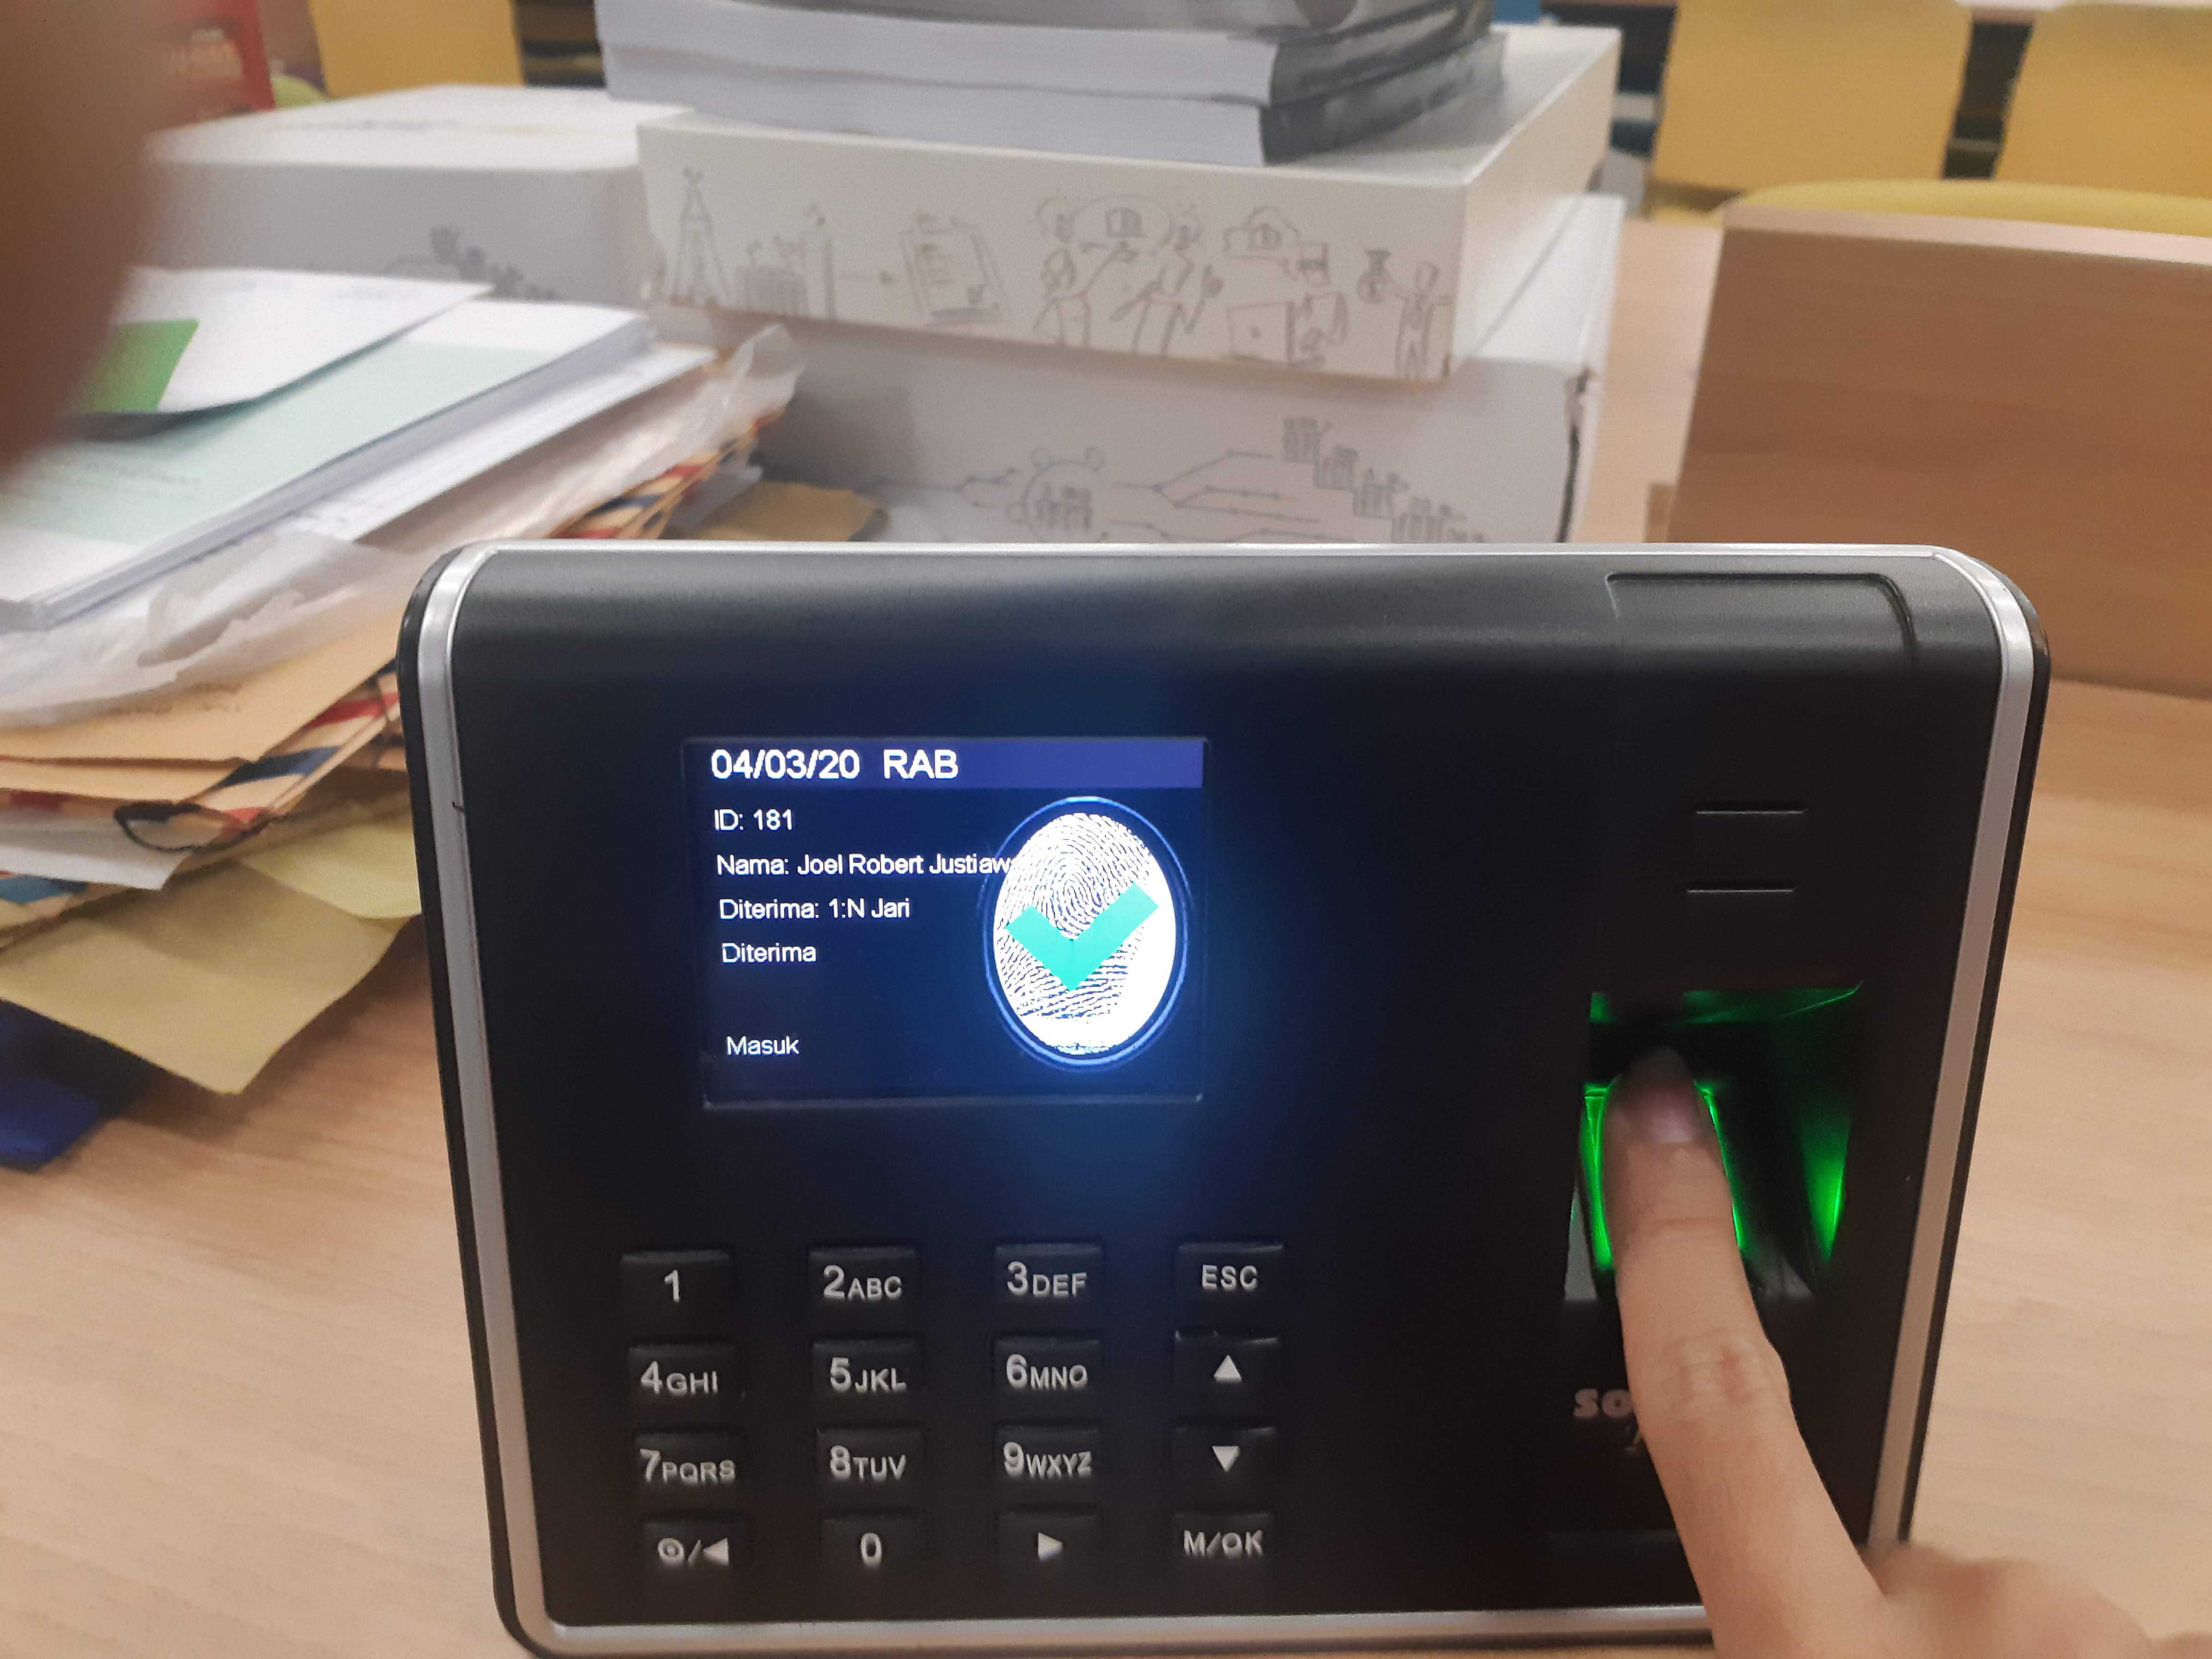 04/03/20 RAB
ID: 181
Nama: Joel Robert Justiaw
Diterima: 1:N Jari
Diterima
Masuk
1 2ABC 3DEF ESC
4GHI 5JKL 6MNO ▲
7PQRS 8TUV 9WXYZ ▼
/◀ 0 ▶ M/OK
so